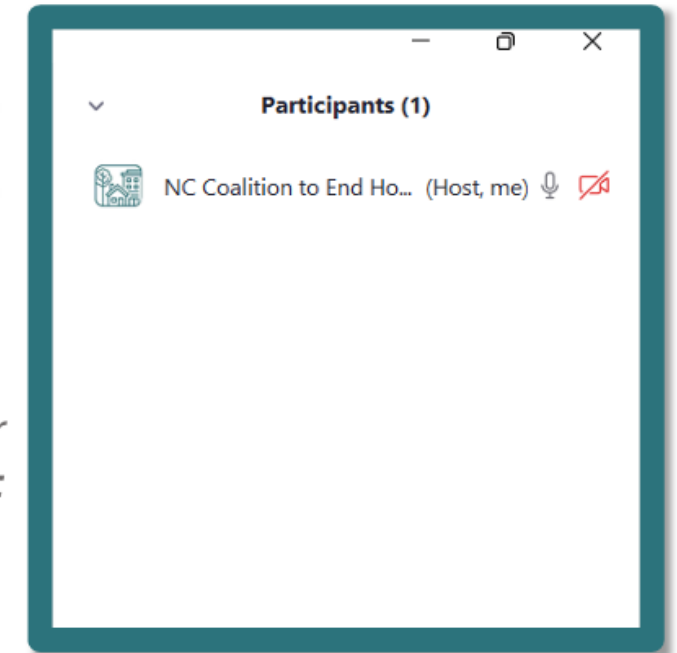 Participants (1)
NC Coalition to End Ho... (Host, me)